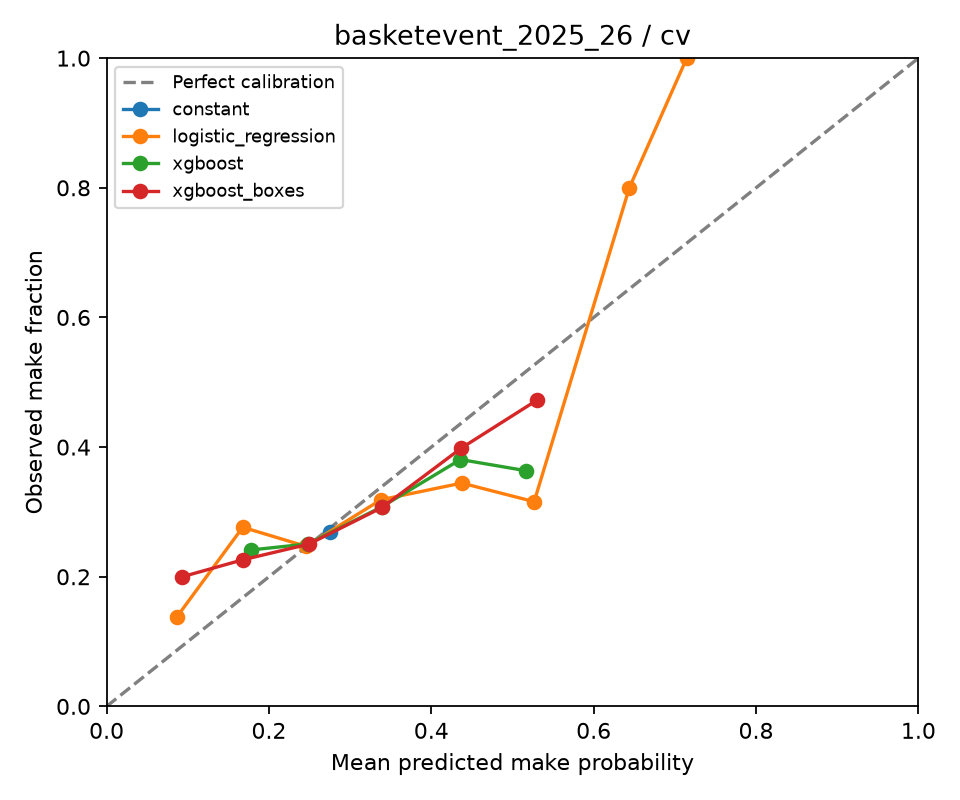 basketevent_2025_26 / cv
Perfect calibration
constant
logistic_regression
xgboost
xgboost_boxes
Observed make fraction
1.0
0.8
0.6
0.4
0.2
0.0
0.0 0.2 0.4 0.6 0.8 1.0
Mean predicted make probability